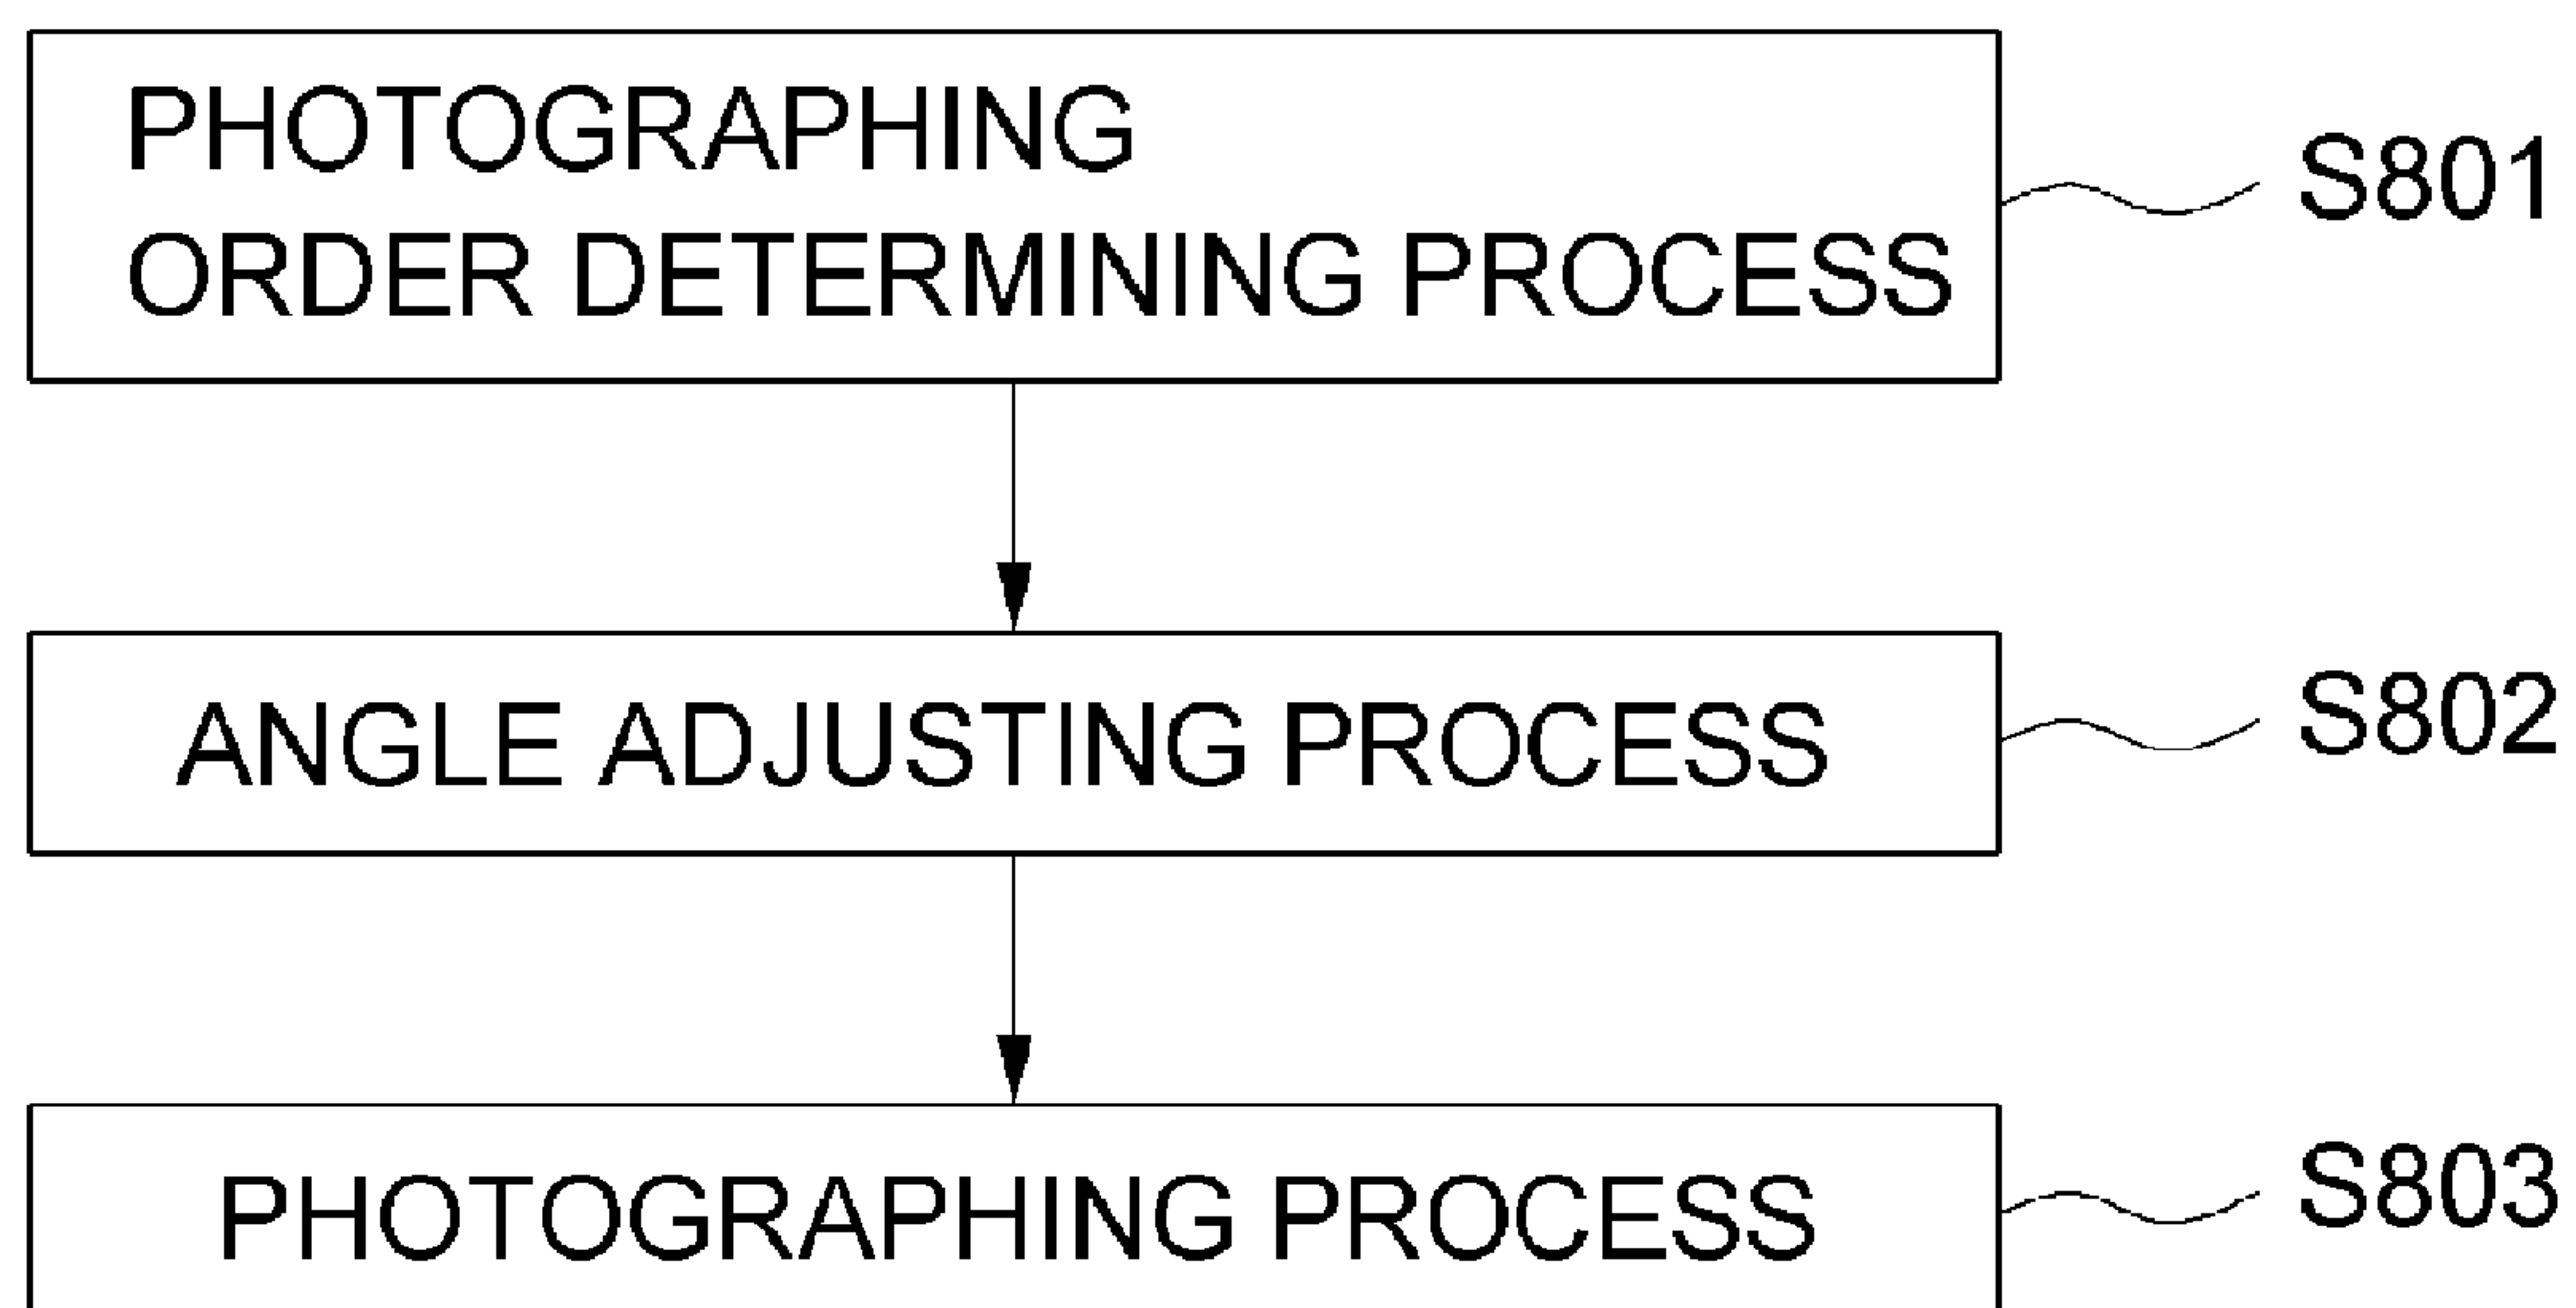 PHOTOGRAPHING
ORDER DETERMINING PROCESS
S801
ANGLE ADJUSTING PROCESS
S802
PHOTOGRAPHING PROCESS
S803